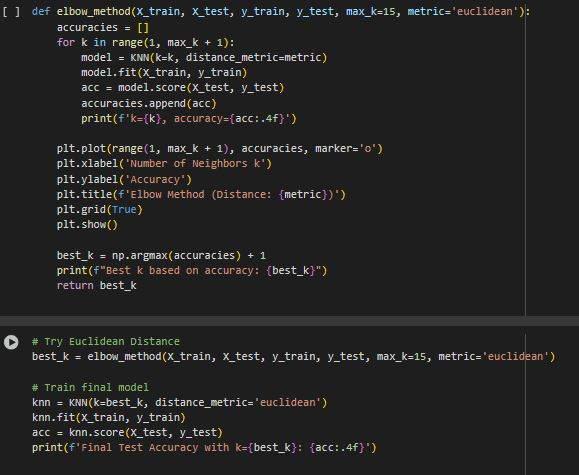 [ ] def elbow_method(X_train, X_test, y_train, y_test, max_k=15, metric='euclidean'):
accuracies = []
for k in range(1, max_k + 1):
model = KNN(k=k, distance_metric=metric)
model.fit(X_train, y_train)
acc = model.score(X_test, y_test)
accuracies.append(acc)
print(f'k={k}, accuracy={acc:.4f}')
plt.plot(range(1, max_k + 1), accuracies, marker='o')
plt.xlabel('Number of Neighbors k')
plt.ylabel('Accuracy')
plt.title(f'Elbow Method (Distance: {metric})')
plt.grid(True)
plt.show()
best_k = np.argmax(accuracies) + 1
print(f"Best k based on accuracy: {best_k}")
return best_k
# Try Euclidean Distance
best_k = elbow_method(X_train, X_test, y_train, y_test, max_k=15, metric='euclidean')
# Train final model
knn = KNN(k=best_k, distance_metric='euclidean')
knn.fit(X_train, y_train)
acc = knn.score(X_test, y_test)
print(f'Final Test Accuracy with k={best_k}: {acc:.4f}')